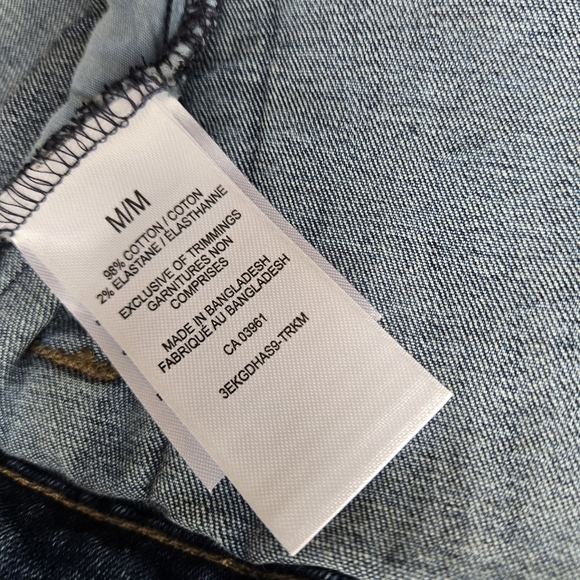 M/M
98% COTTON / COTON
2% ELASTANE / ÉLASTHANNE
EXCLUSIVE OF TRIMMINGS
GARNITURES NON
COMPRISES
MADE IN BANGLADESH
FABRIQUÉ AU BANGLADESH
CA 03961
3EKGDHAS9-TRKM